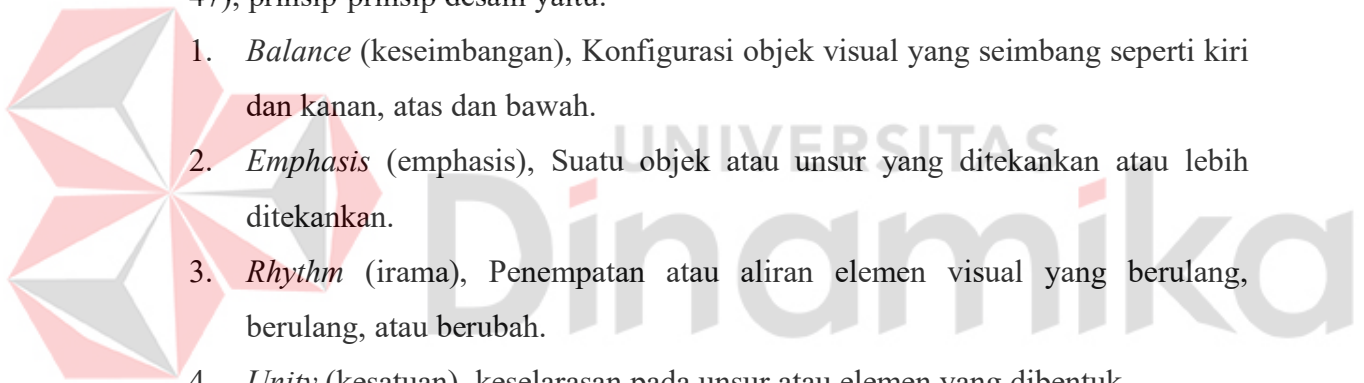 47), prinsip-prinsip desain yaitu:
1. Balance (keseimbangan), Konfigurasi objek visual yang seimbang seperti kiri
dan kanan, atas dan bawah.
UNIVERSITAS
2. Emphasis (emphasis), Suatu objek atau unsur yang ditekankan atau lebih
ditekankan.
Dinamika
3. Rhythm (irama), Penempatan atau aliran elemen visual yang berulang,
berulang, atau berubah.
4. Unity (kesatuan), keselarasan pada unsur atau elemen yang dibentuk